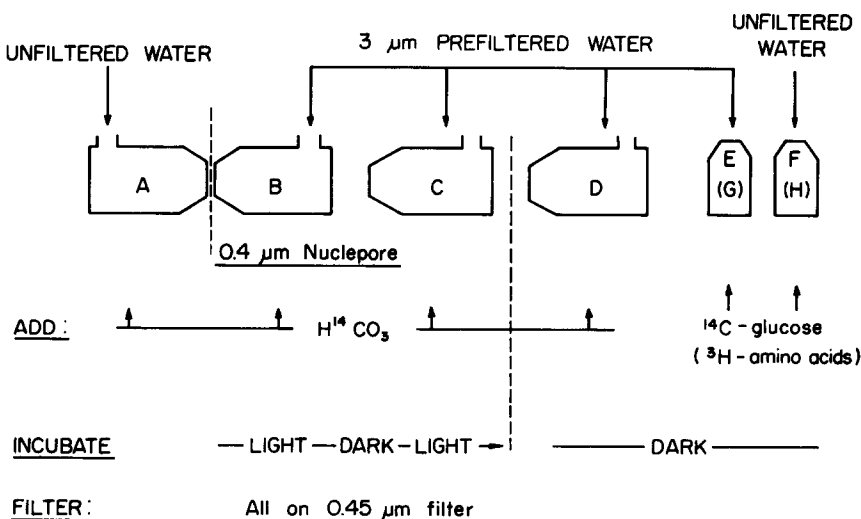 UNFILTERED WATER
3 µm PREFILTERED WATER
UNFILTERED
WATER
A
B
C
D
E
(G)
F
(H)
0.4 µm Nuclepore
ADD:
H¹⁴CO₃
¹⁴C-glucose
(³H-amino acids)
INCUBATE
LIGHT — DARK – LIGHT
DARK
FILTER:
All on 0.45 µm filter